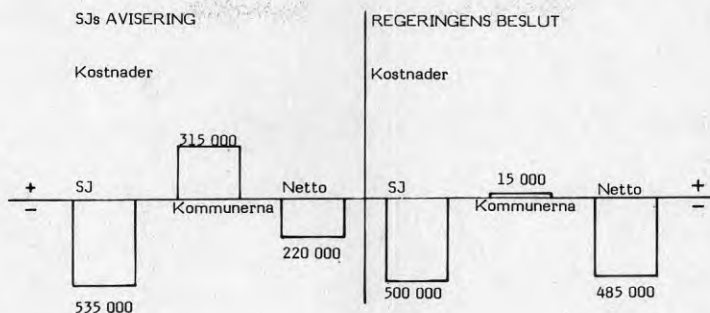 SJs AVISERING
Kostnader
315 000
+ SJ Netto
− Kommunerna
220 000
535 000
REGERINGENS BESLUT
Kostnader
SJ 15 000 Netto +
Kommunerna −
500 000 485 000